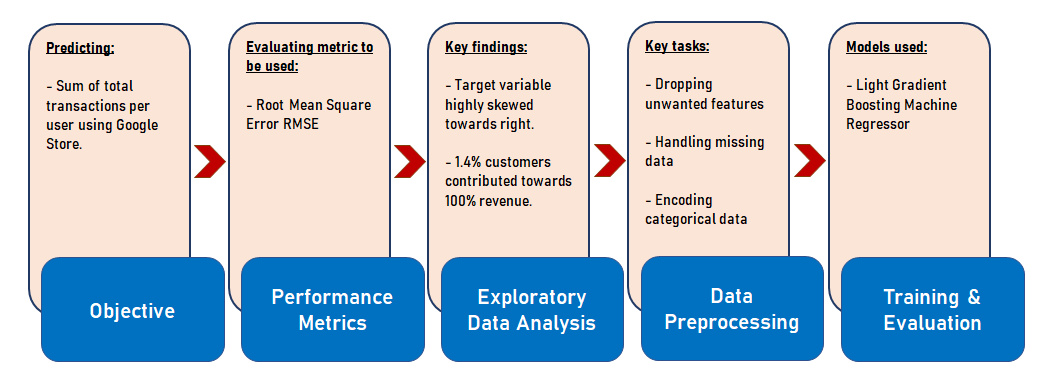 Predicting:
- Sum of total
transactions per
user using Google
Store.
Objective
Evaluating metric to
be used:
- Root Mean Square
Error RMSE
Performance
Metrics
Key findings:
- Target variable
highly skewed
towards right.
- 1.4% customers
contributed towards
100% revenue.
Exploratory
Data Analysis
Key tasks:
- Dropping
unwanted features
- Handling missing
data
- Encoding
categorical data
Data
Preprocessing
Models used:
- Light Gradient
Boosting Machine
Regressor
Training &
Evaluation